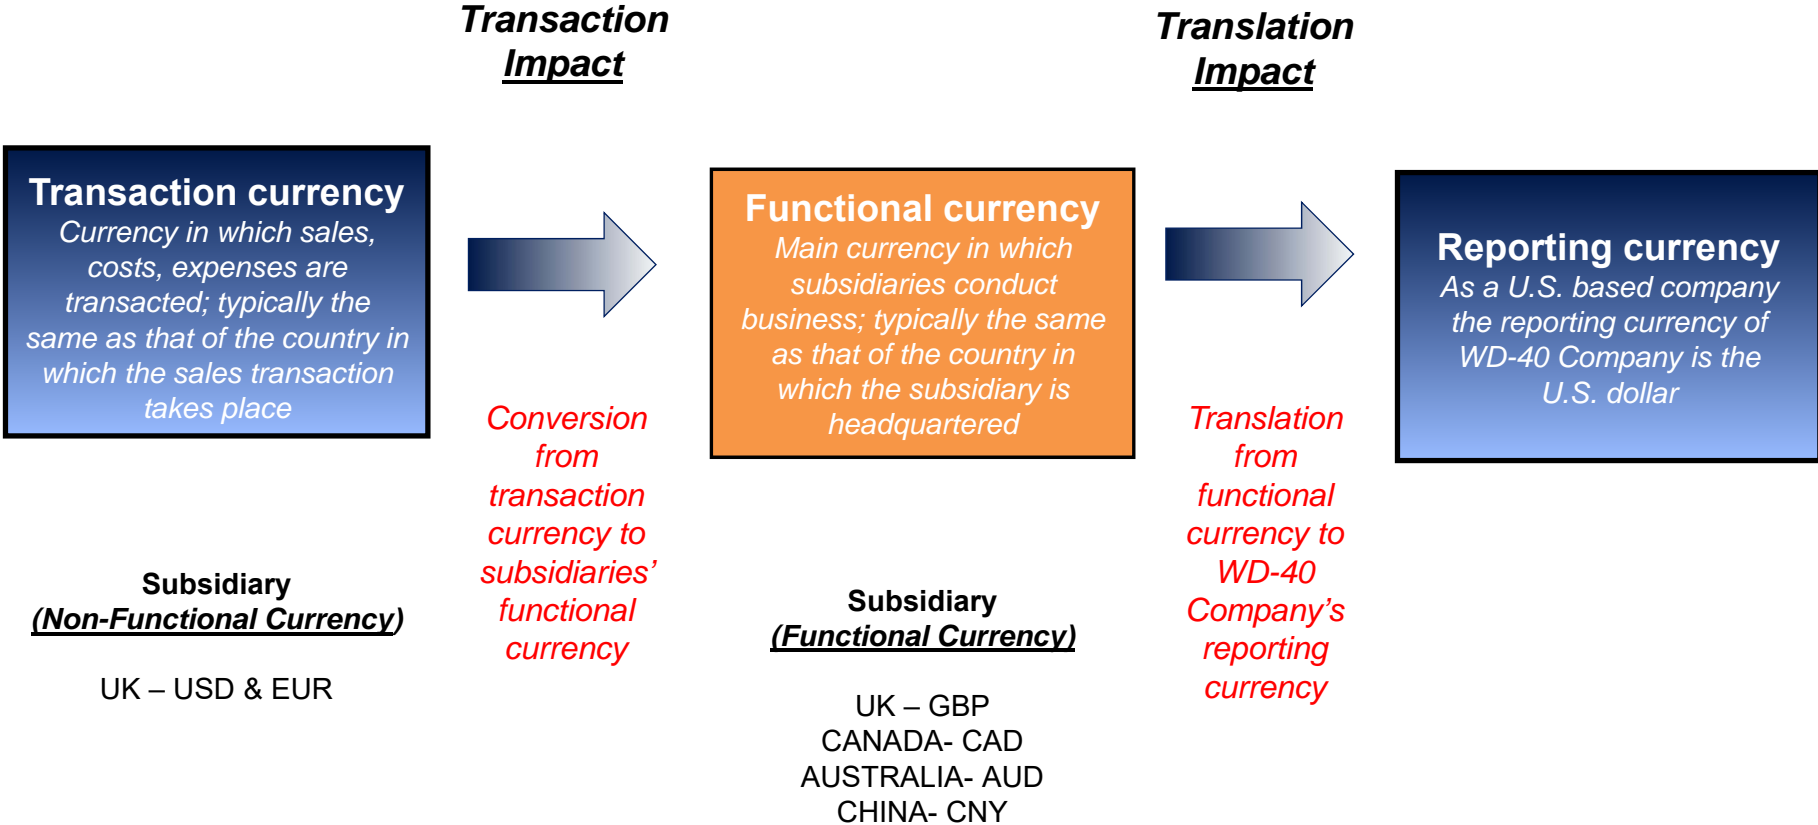 Transaction
Impact
Translation
Impact
Transaction currency
Currency in which sales,
costs, expenses are
transacted; typically the
same as that of the country in
which the sales transaction
takes place
Functional currency
Main currency in which
subsidiaries conduct
business; typically the same
as that of the country in
which the subsidiary is
headquartered
Reporting currency
As a U.S. based company
the reporting currency of
WD-40 Company is the
U.S. dollar
Conversion
from
transaction
currency to
subsidiaries’
functional
currency
Translation
from
functional
currency to
WD-40
Company’s
reporting
currency
Subsidiary
(Non-Functional Currency)
UK – USD & EUR
Subsidiary
(Functional Currency)
UK – GBP
CANADA- CAD
AUSTRALIA- AUD
CHINA- CNY